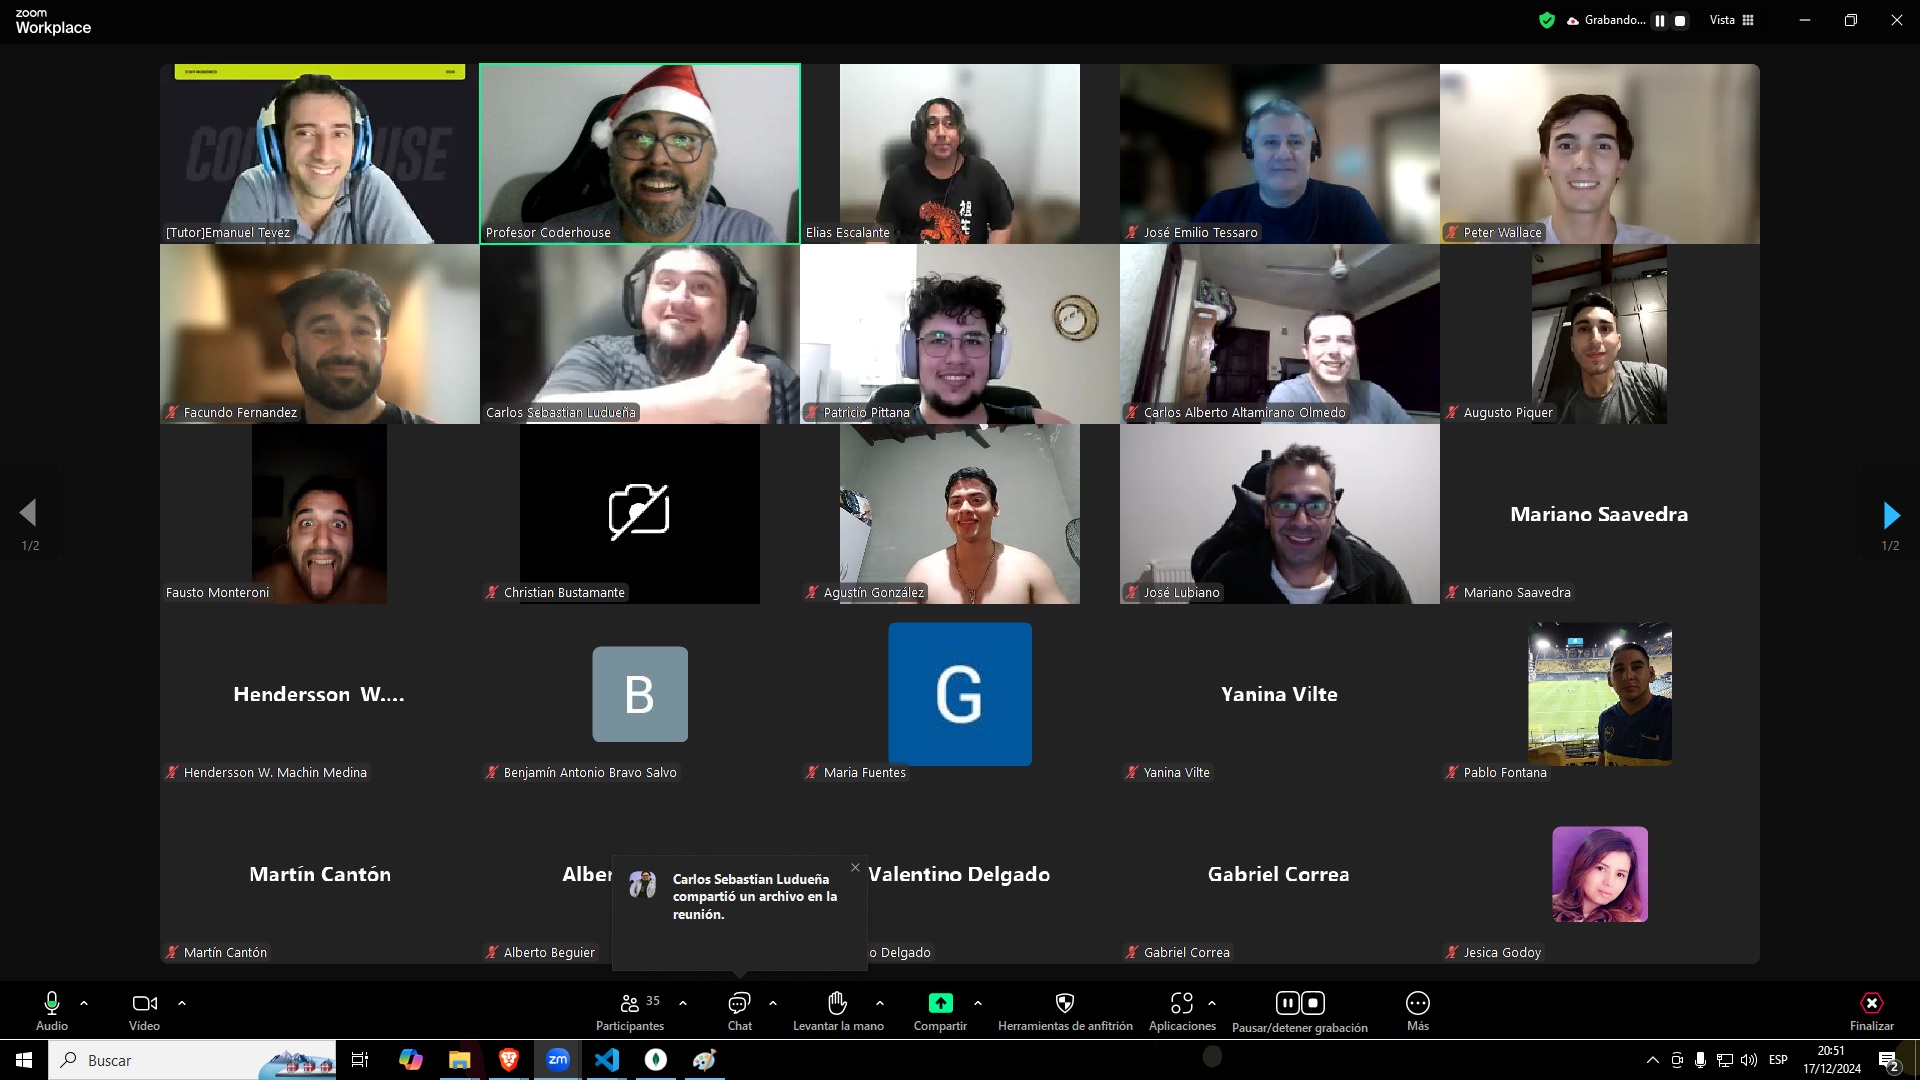 zoom
Workplace
Grabando...
Vista
[Tutor]Emanuel Tevez
Profesor Coderhouse
Elias Escalante
José Emilio Tessaro
Peter Wallace
Facundo Fernandez
Carlos Sebastian Ludueña
Patricio Pittana
Carlos Alberto Altamirano Olmedo
Augusto Piquer
1/2
Mariano Saavedra
1/2
Fausto Monteroni
Christian Bustamante
Agustín González
José Lubiano
Mariano Saavedra
Hendersson W....
B
G
Yanina Vilte
Hendersson W. Machin Medina
Benjamín Antonio Bravo Salvo
Maria Fuentes
Yanina Vilte
Pablo Fontana
Martín Cantón
Valentino Delgado
Gabriel Correa
Carlos Sebastian Ludueña
compartió un archivo en la
reunión.
Martín Cantón
Alberto Beguier
Delgado
Gabriel Correa
Jesica Godoy
Audio
Vídeo
35
Participantes
Chat
Levantar la mano
Compartir
Herramientas de anfitrión
Aplicaciones
Pausar/detener grabación
Más
Finalizar
Buscar
zm
ESP
20:51
17/12/2024
2